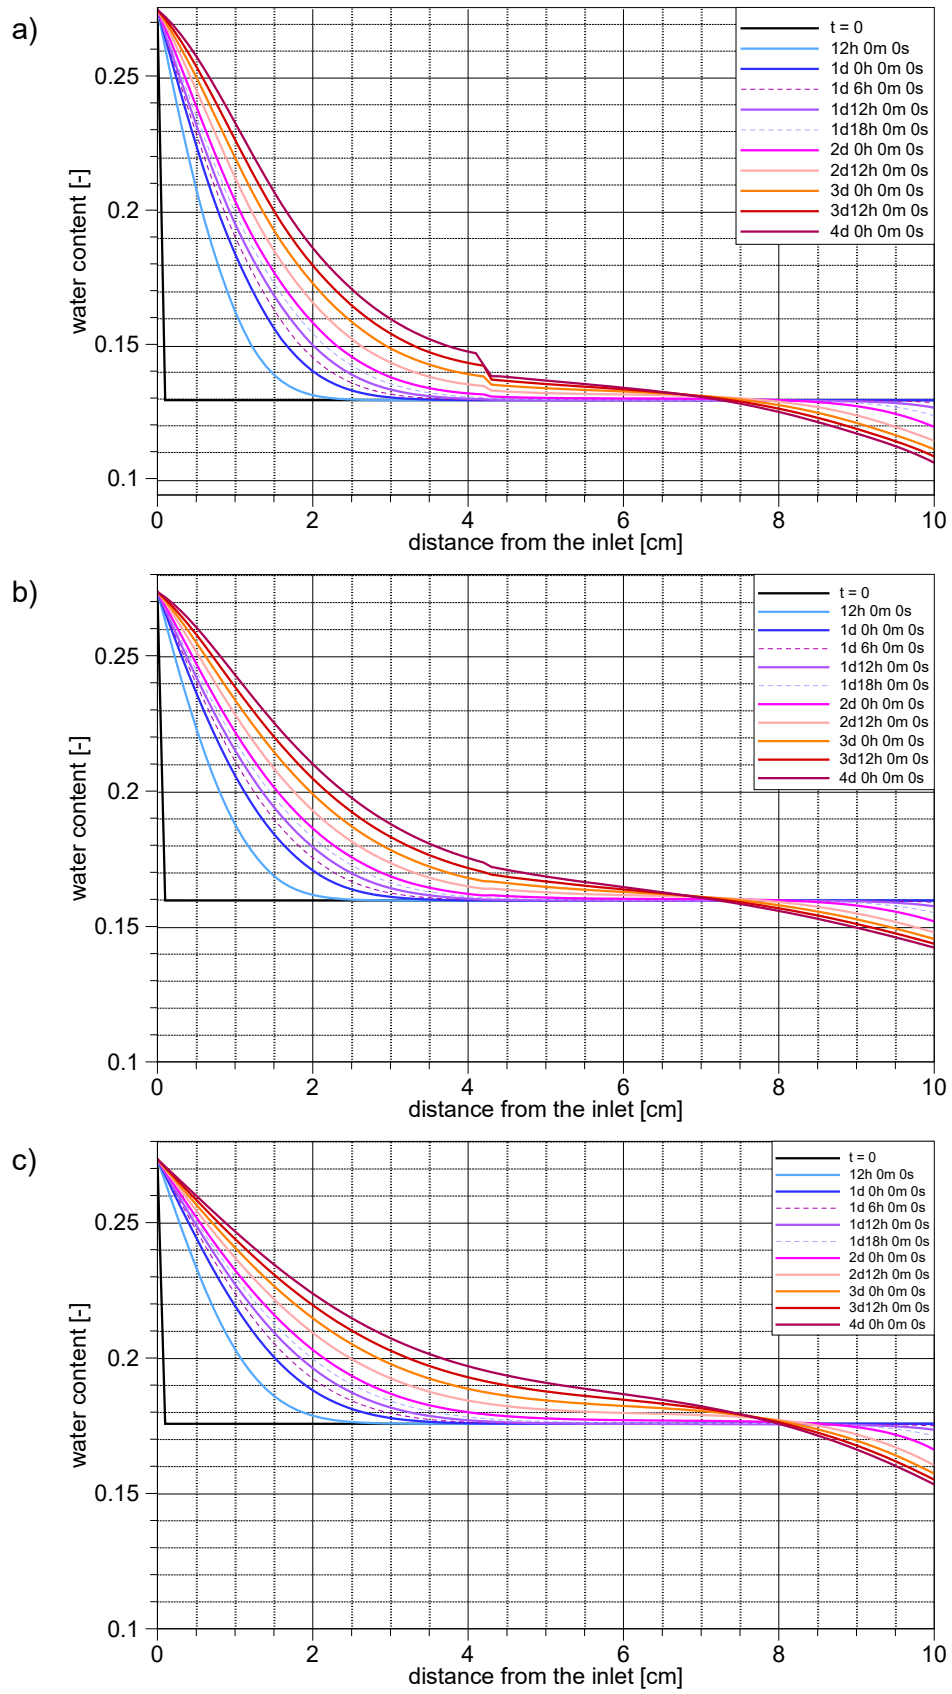 a)
water content [-]
0.25
0.2
0.15
0.1
t = 0
12h 0m 0s
1d 0h 0m 0s
1d 6h 0m 0s
1d12h 0m 0s
1d18h 0m 0s
2d 0h 0m 0s
2d12h 0m 0s
3d 0h 0m 0s
3d12h 0m 0s
4d 0h 0m 0s
0 2 4 6 8 10
distance from the inlet [cm]
b)
water content [-]
0.25
0.2
0.15
0.1
t = 0
12h 0m 0s
1d 0h 0m 0s
1d 6h 0m 0s
1d12h 0m 0s
1d18h 0m 0s
2d 0h 0m 0s
2d12h 0m 0s
3d 0h 0m 0s
3d12h 0m 0s
4d 0h 0m 0s
0 2 4 6 8 10
distance from the inlet [cm]
c)
water content [-]
0.25
0.2
0.15
0.1
t = 0
12h 0m 0s
1d 0h 0m 0s
1d 6h 0m 0s
1d12h 0m 0s
1d18h 0m 0s
2d 0h 0m 0s
2d12h 0m 0s
3d 0h 0m 0s
3d12h 0m 0s
4d 0h 0m 0s
0 2 4 6 8 10
distance from the inlet [cm]